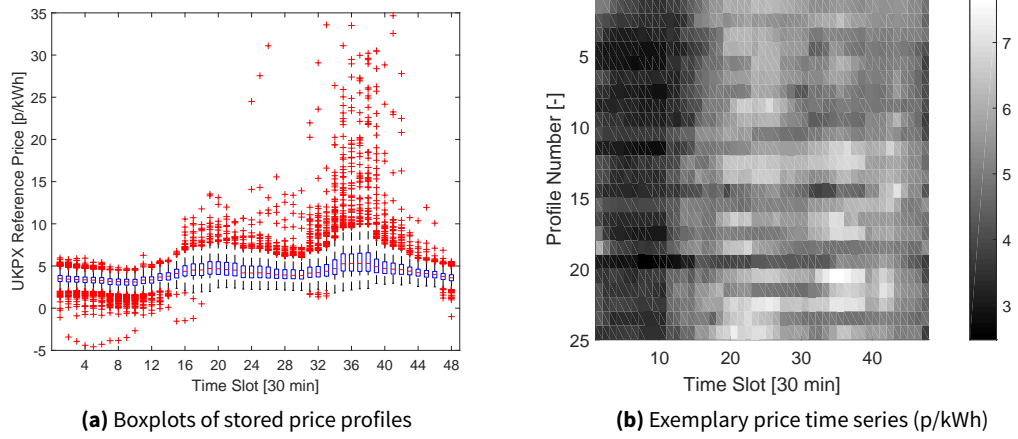 35
30
25
20
15
10
5
0
-5
UKPX Reference Price [p/kWh]
4 8 12 16 20 24 28 32 36 40 44 48
Time Slot [30 min]
(a) Boxplots of stored price profiles
5
10
15
20
25
Profile Number [-]
10 20 30 40
Time Slot [30 min]
7
6
5
4
3
(b) Exemplary price time series (p/kWh)